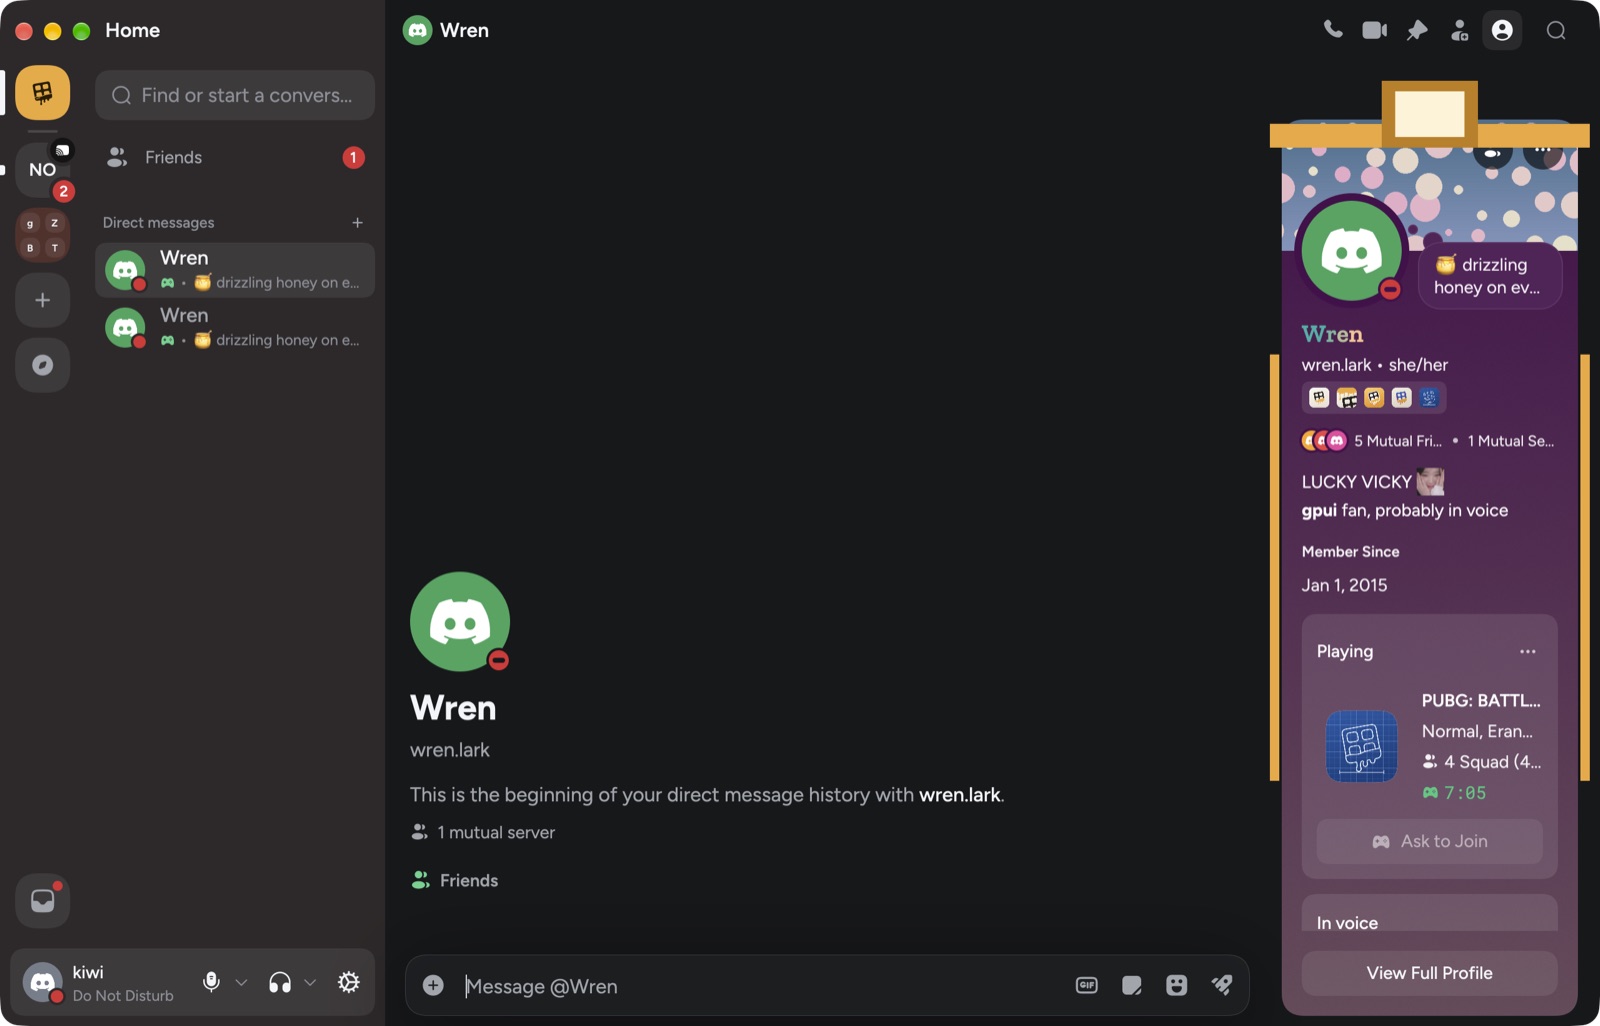 Home
Find or start a convers...
Friends
1
NO
2
g Z
B T
Direct messages
Wren
drizzling honey on e...
Wren
drizzling honey on e...
kiwi
Do Not Disturb
Wren
Wren
wren.lark
This is the beginning of your direct message history with wren.lark.
1 mutual server
Friends
Message @Wren
GIF
drizzling
honey on ev...
Wren
wren.lark • she/her
5 Mutual Fri... • 1 Mutual Se...
LUCKY VICKY
gpui fan, probably in voice
Member Since
Jan 1, 2015
Playing
PUBG: BATTL...
Normal, Eran...
4 Squad (4...
7:05
Ask to Join
In voice
View Full Profile